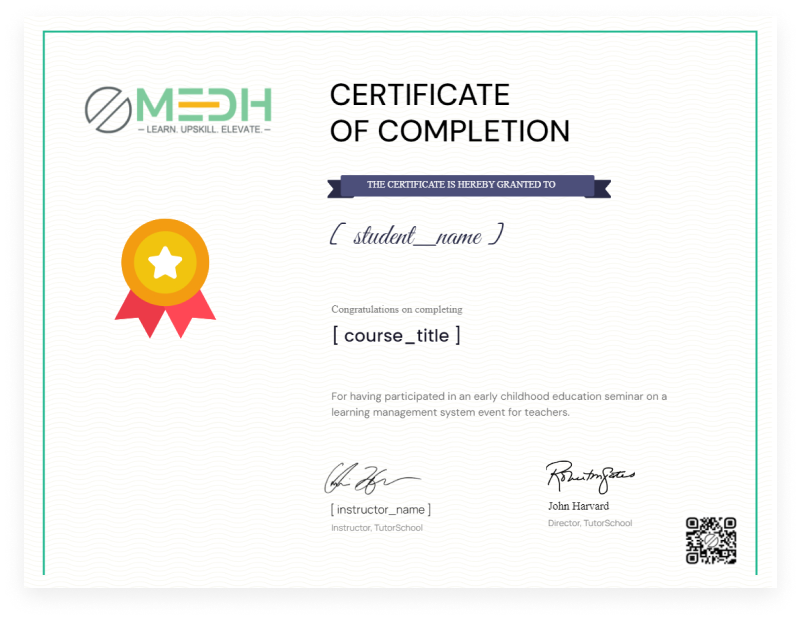 MEDH
– LEARN. UPSKILL. ELEVATE. –
CERTIFICATE
OF COMPLETION
THE CERTIFICATE IS HEREBY GRANTED TO
[ student_name ]
Congratulations on completing
[ course_title ]
For having participated in an early childhood education seminar on a
learning management system event for teachers.
[ instructor_name ]
Instructor, TutorSchool
John Harvard
Director, TutorSchool